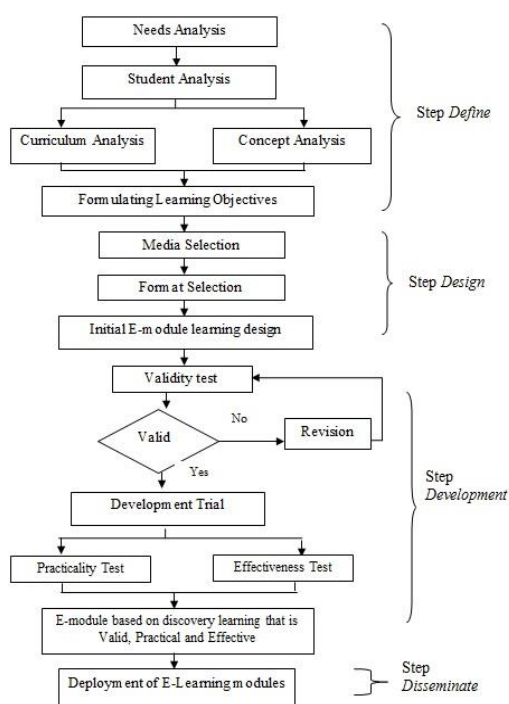 Needs Analysis
Student Analysis
Step Define
Curriculum Analysis
Concept Analysis
Formulating Learning Objectives
Media Selection
Format Selection
Step Design
Initial E-module learning design
Validity test
No
Valid
Revision
Yes
Step
Development
Development Trial
Practicality Test
Effectiveness Test
E-module based on discovery learning that is
Valid, Practical and Effective
Deployment of E-Learning modules
Step
Disseminate